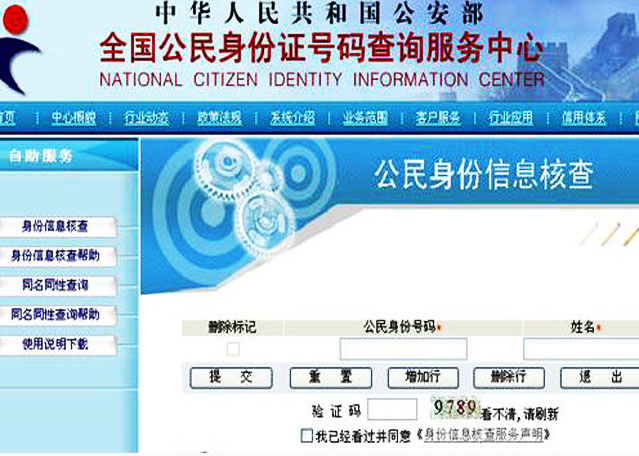 中华人民共和国公安部
全国公民身份证号码查询服务中心
NATIONAL CITIZEN IDENTITY INFORMATION CENTER
首页 中心概貌 行业动态 政策法规 系统介绍 业务范围 客户服务 行业应用 信用体系
自助服务
公民身份信息核查
身份信息核查
身份信息核查帮助
同名同性查询
同名同性查询帮助
使用说明下载
删除标记 公民身份号码* 姓名*
提 交 重 置 增加行 删除行 退 出
验 证 码 9789 看不清,请刷新
我已经看过并同意《身份信息核查服务声明》